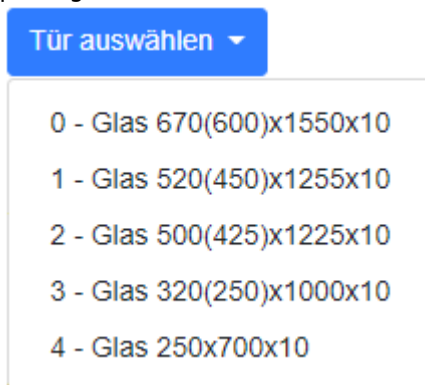 Tür auswählen
0 - Glas 670(600)x1550x10
1 - Glas 520(450)x1255x10
2 - Glas 500(425)x1225x10
3 - Glas 320(250)x1000x10
4 - Glas 250x700x10